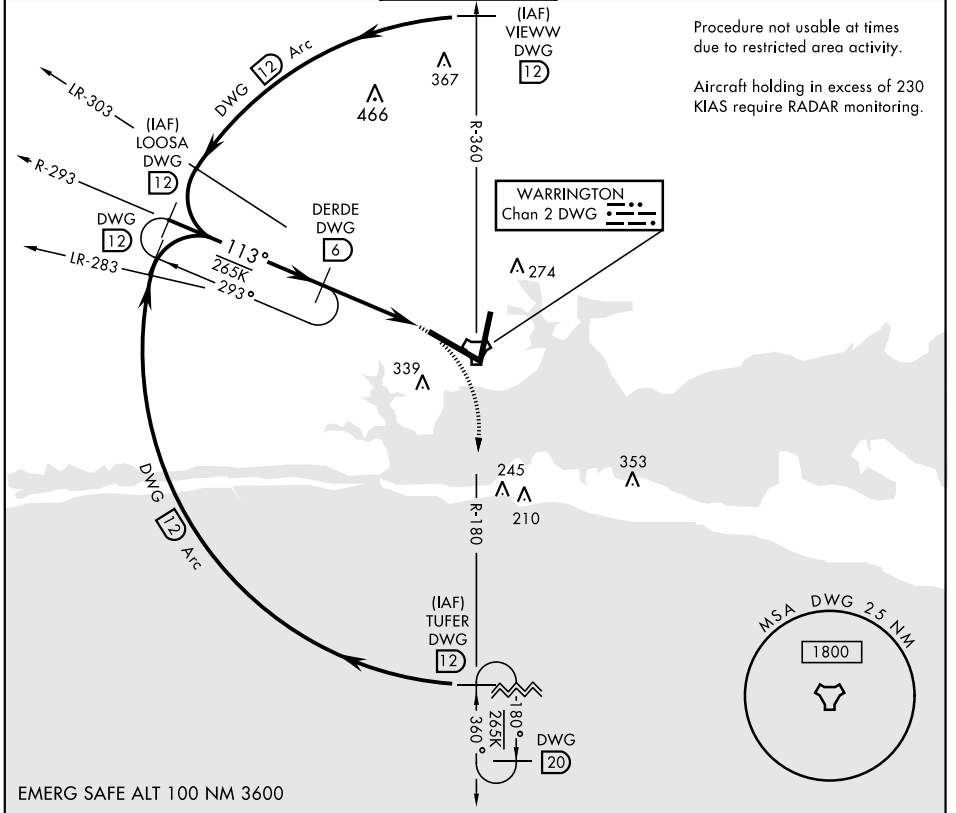 (IAF)
VIEWW
DWG
12
Procedure not usable at times
due to restricted area activity.
Aircraft holding in excess of 230
KIAS require RADAR monitoring.
DWG 12 Arc
367
466
LR-303
(IAF)
LOOSA
DWG
12
R-293
R-360
WARRINGTON
Chan 2 DWG
DWG
12
DERDE
DWG
6
LR-283
113°
265K
293°
274
339
245
210
353
R-180
DWG 12 Arc
(IAF)
TUFER
DWG
12
360°
180°
265K
DWG
20
MSA DWG 25 NM
1800
EMERG SAFE ALT 100 NM 3600